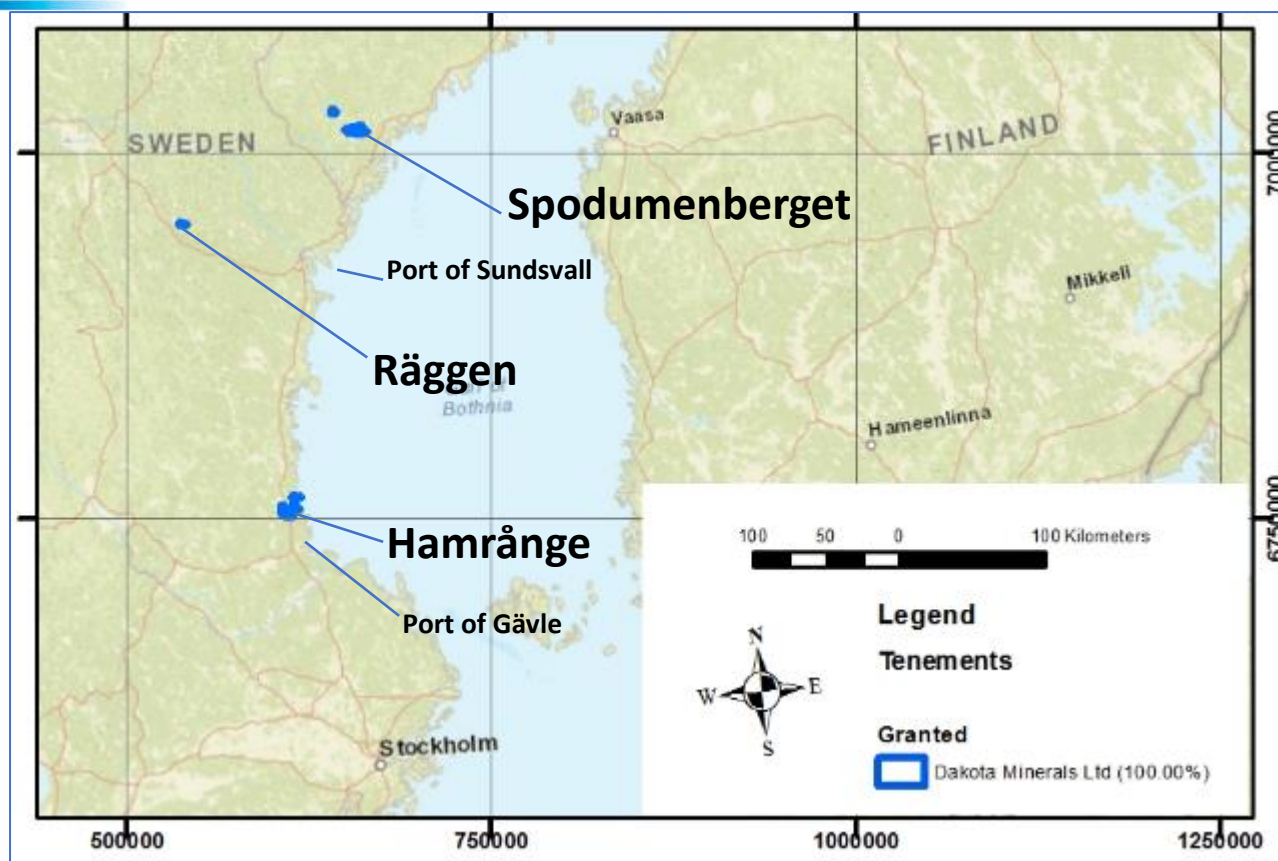 Vaasa
SWEDEN
FINLAND
7000000
Spodumenberget
Port of Sundsvall
Mikkeli
Räggen
Bothnia
Hameenlinna
6750000
Hamrånge
Port of Gävle
Stockholm
100 50 0 100 Kilometers
Legend
Tenements
N
W E
S
Granted
Dakota Minerals Ltd (100.00%)
500000 750000 1000000 1250000